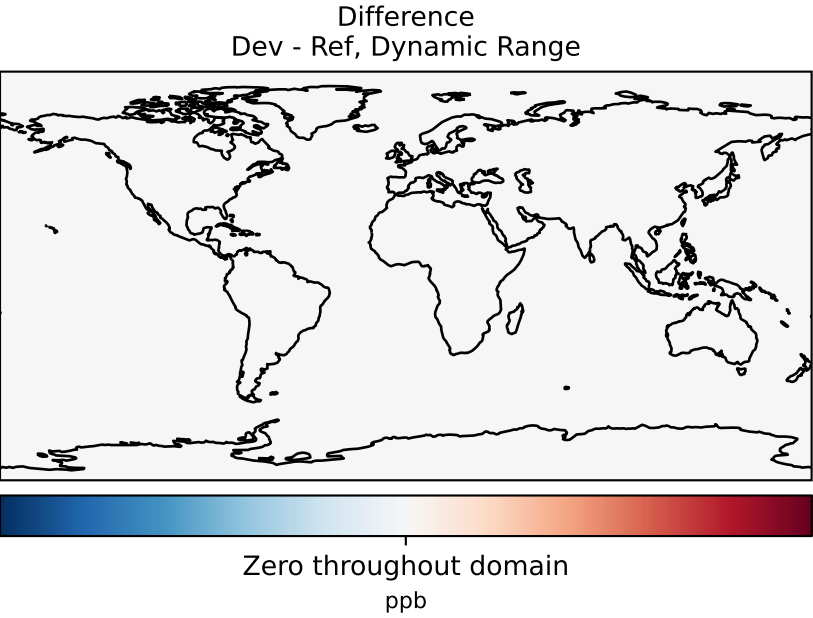 Difference
Dev - Ref, Dynamic Range
Zero throughout domain
ppb